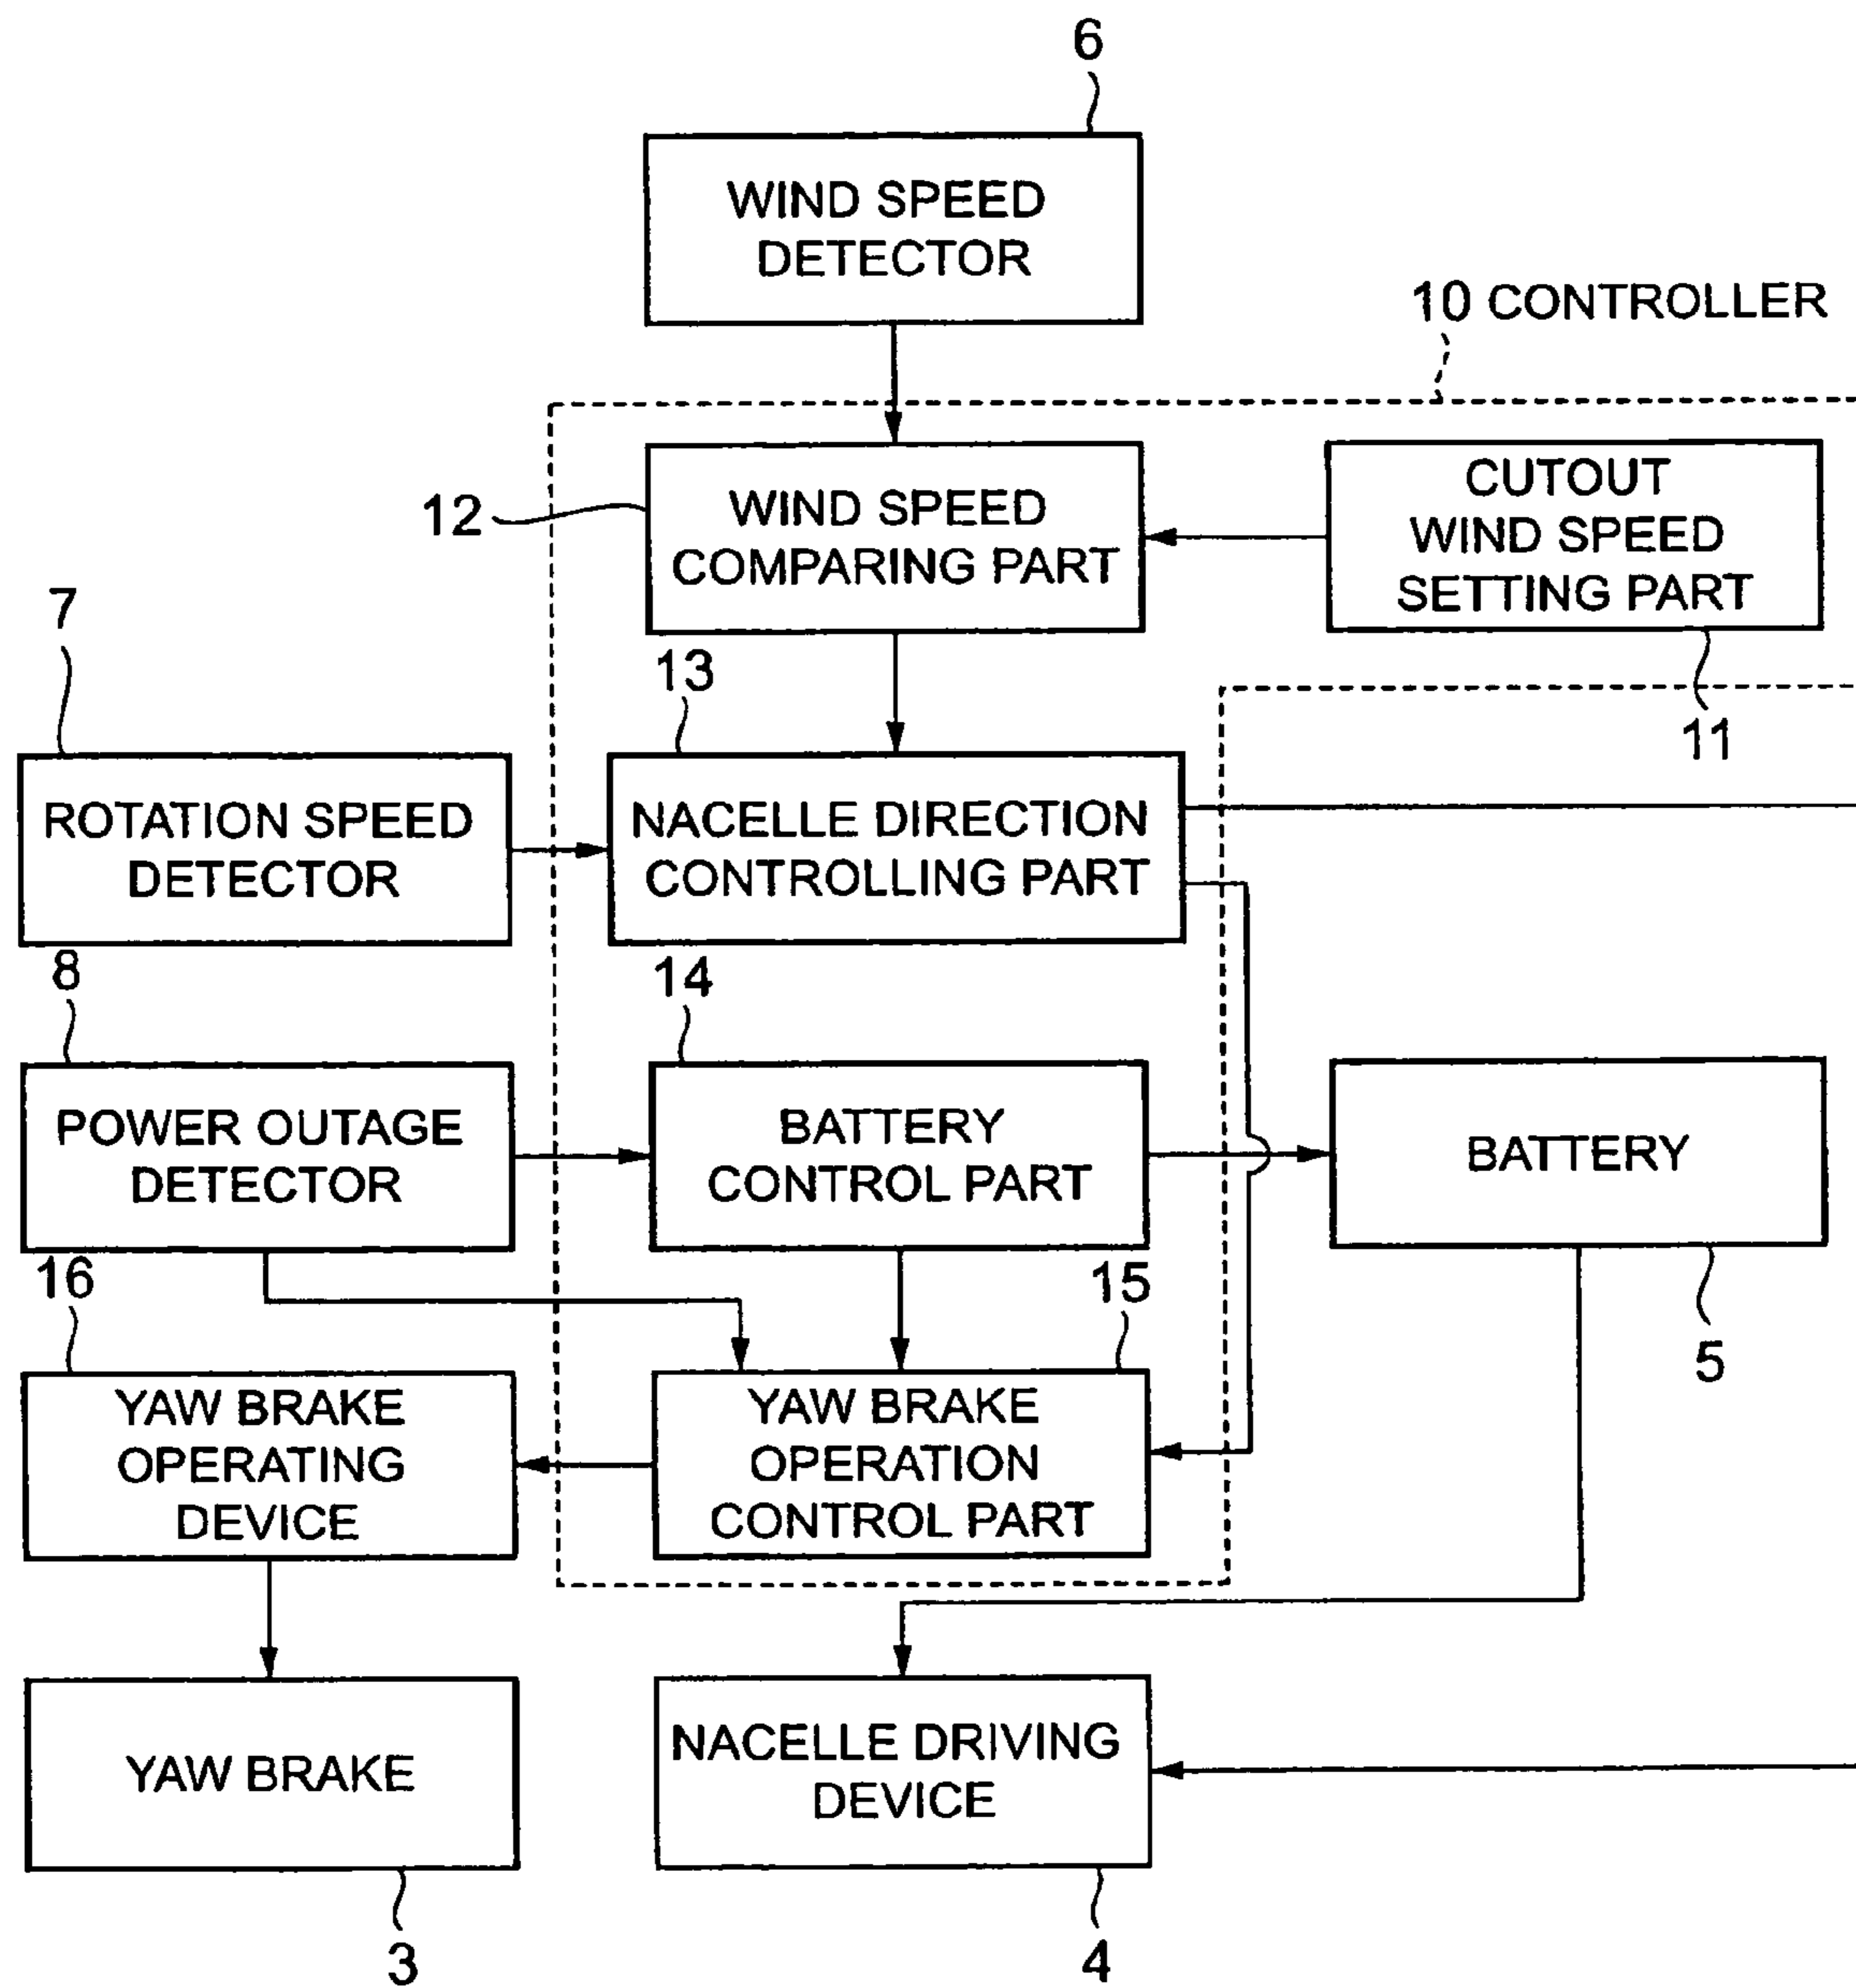 6
WIND SPEED
DETECTOR
10 CONTROLLER
12
WIND SPEED
COMPARING PART
CUTOUT
WIND SPEED
SETTING PART
11
7
ROTATION SPEED
DETECTOR
13
NACELLE DIRECTION
CONTROLLING PART
8
POWER OUTAGE
DETECTOR
14
BATTERY
CONTROL PART
BATTERY
5
16
YAW BRAKE
OPERATING
DEVICE
15
YAW BRAKE
OPERATION
CONTROL PART
YAW BRAKE
3
NACELLE DRIVING
DEVICE
4